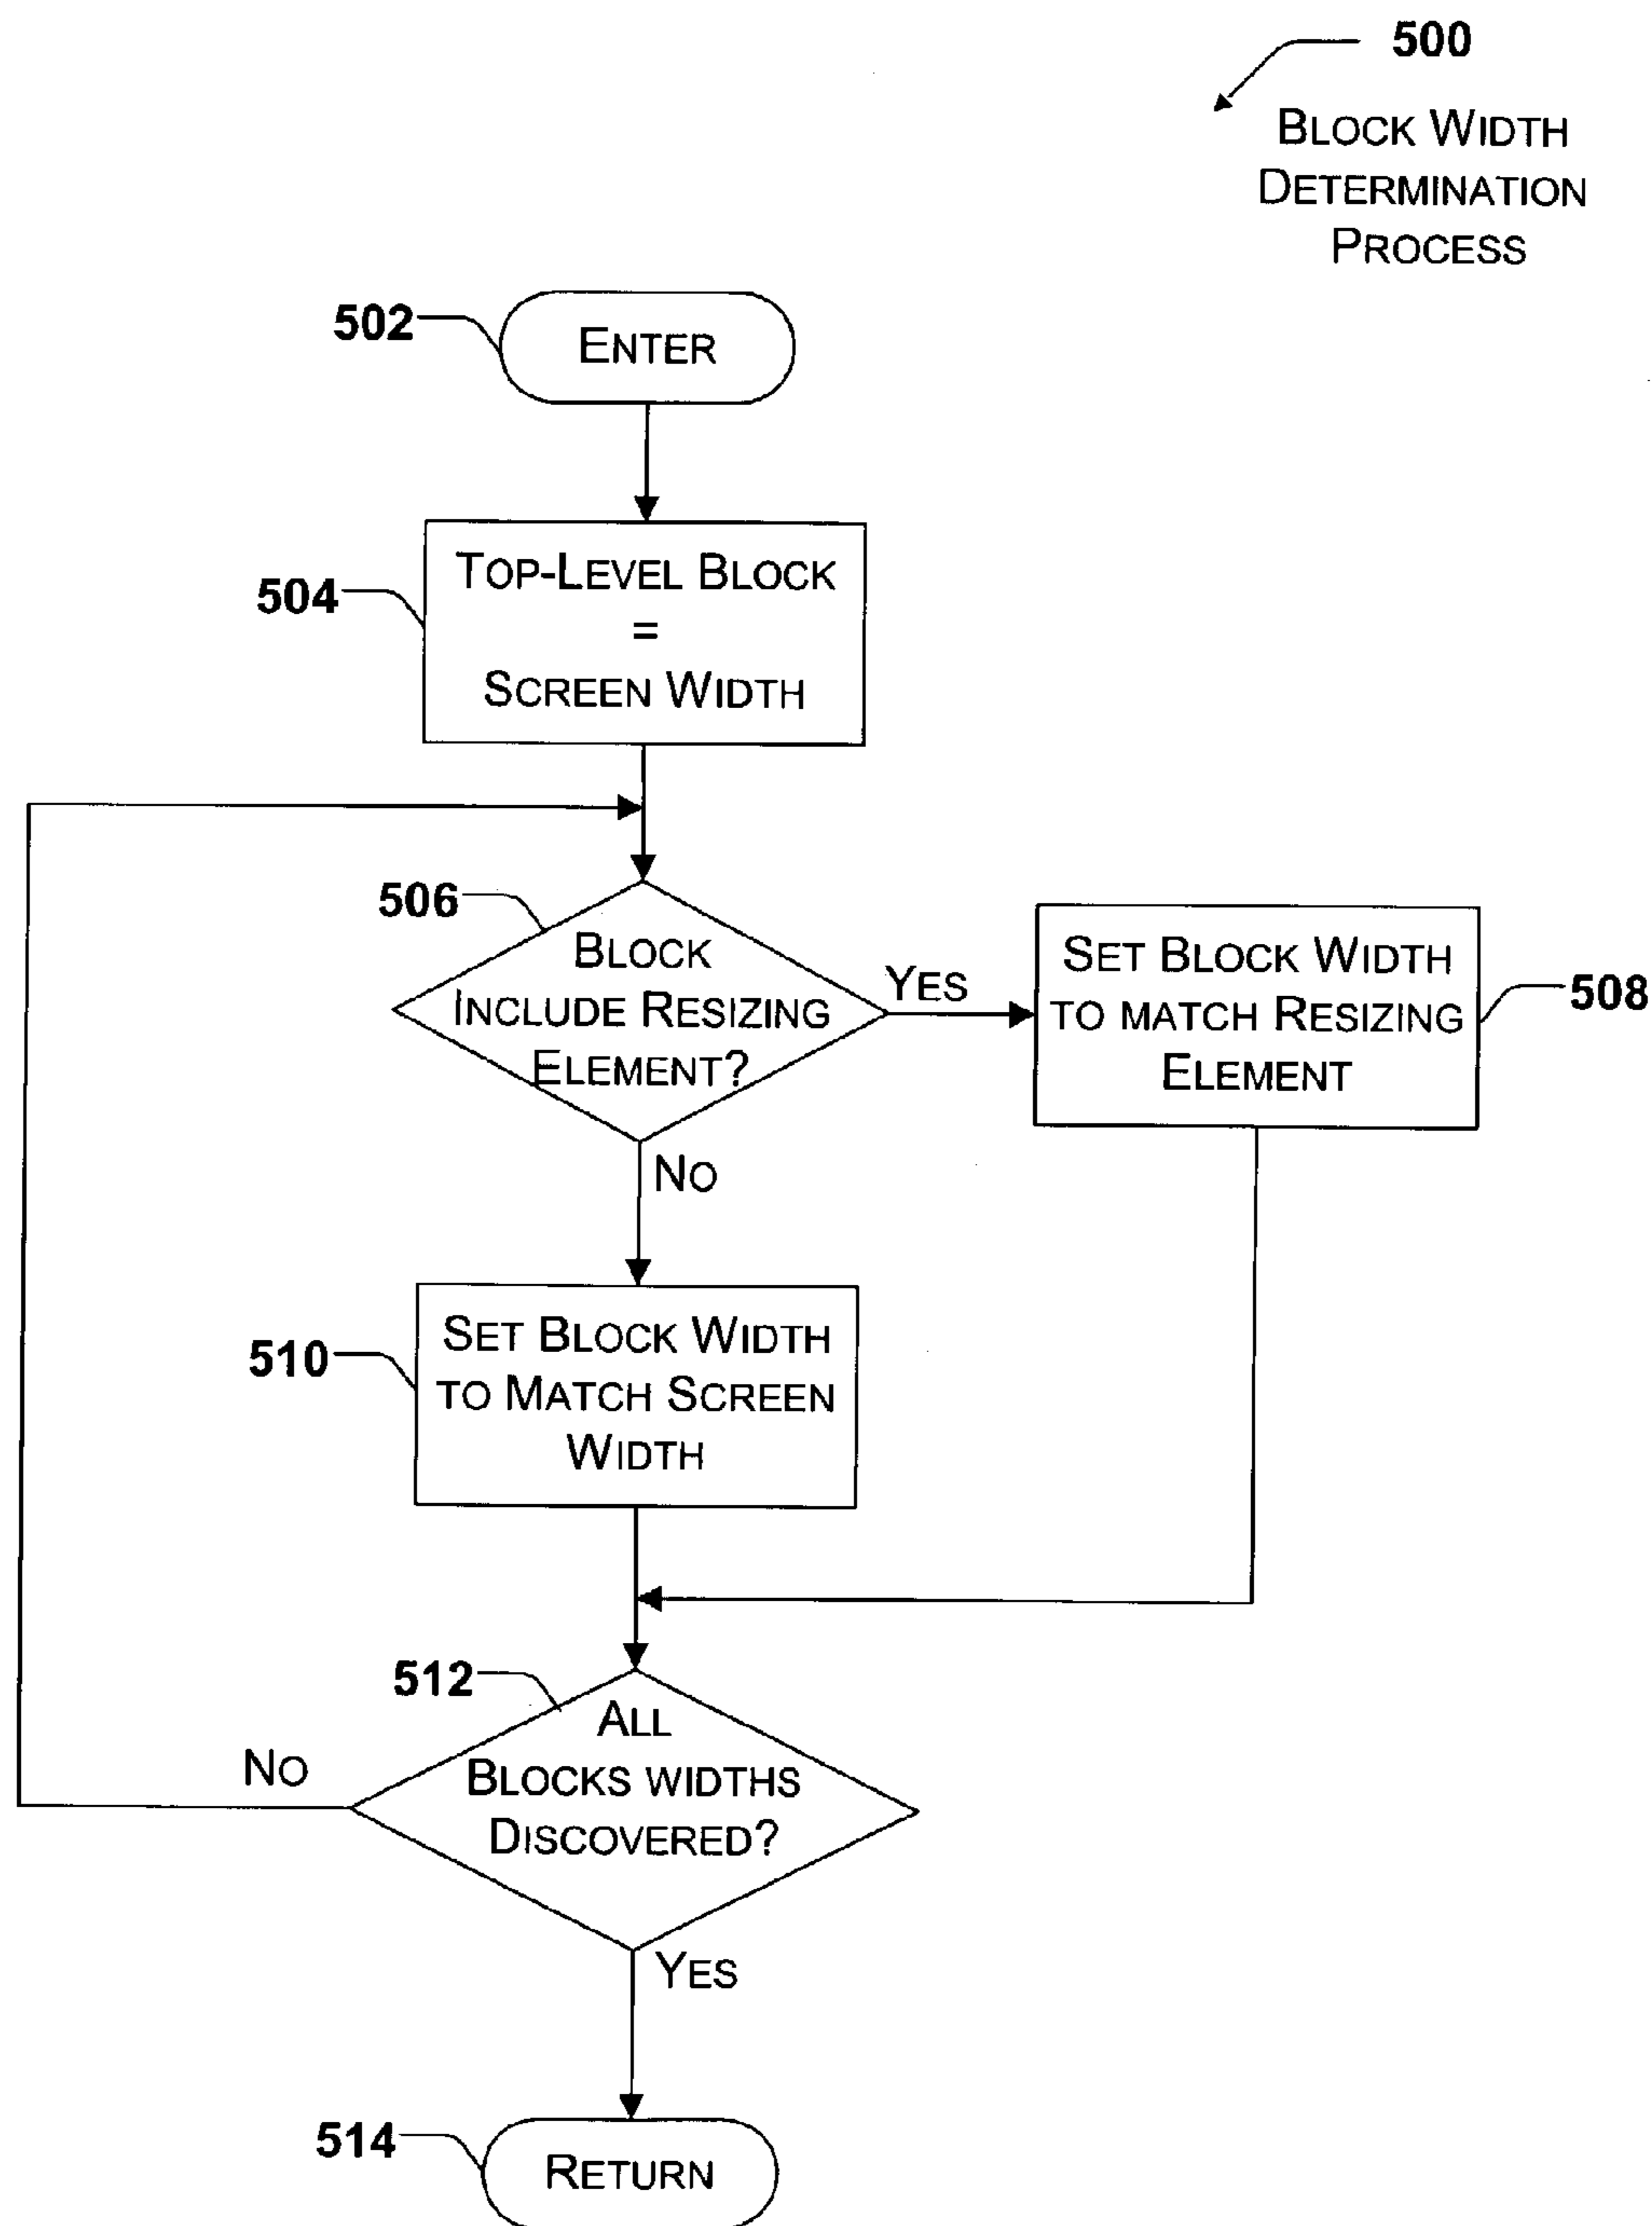 500
BLOCK WIDTH
DETERMINATION
PROCESS
502
ENTER
504
TOP-LEVEL BLOCK
=
SCREEN WIDTH
506
BLOCK
INCLUDE RESIZING
ELEMENT?
YES
SET BLOCK WIDTH
TO MATCH RESIZING
ELEMENT
508
NO
510
SET BLOCK WIDTH
TO MATCH SCREEN
WIDTH
512
ALL
BLOCKS WIDTHS
DISCOVERED?
NO
YES
514
RETURN